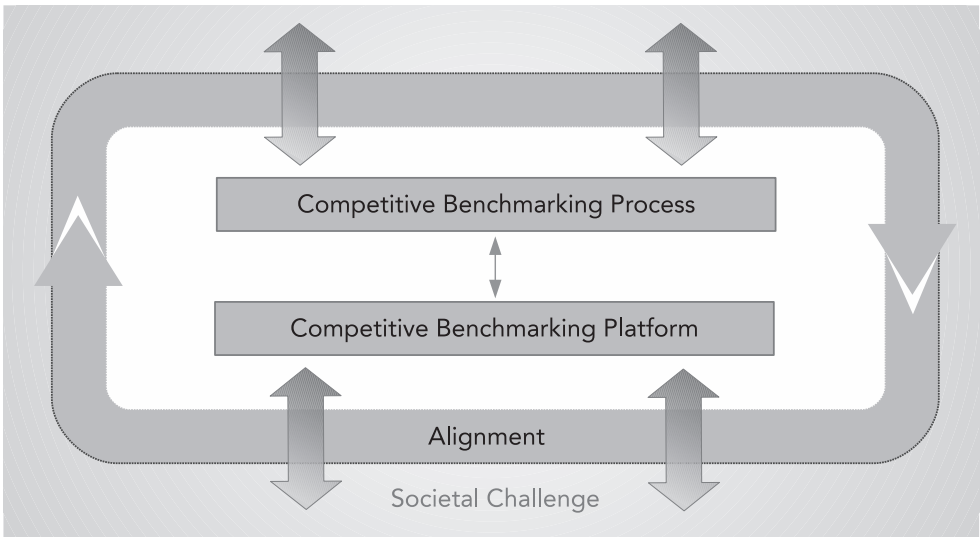 Competitive Benchmarking Process
Competitive Benchmarking Platform
Alignment
Societal Challenge